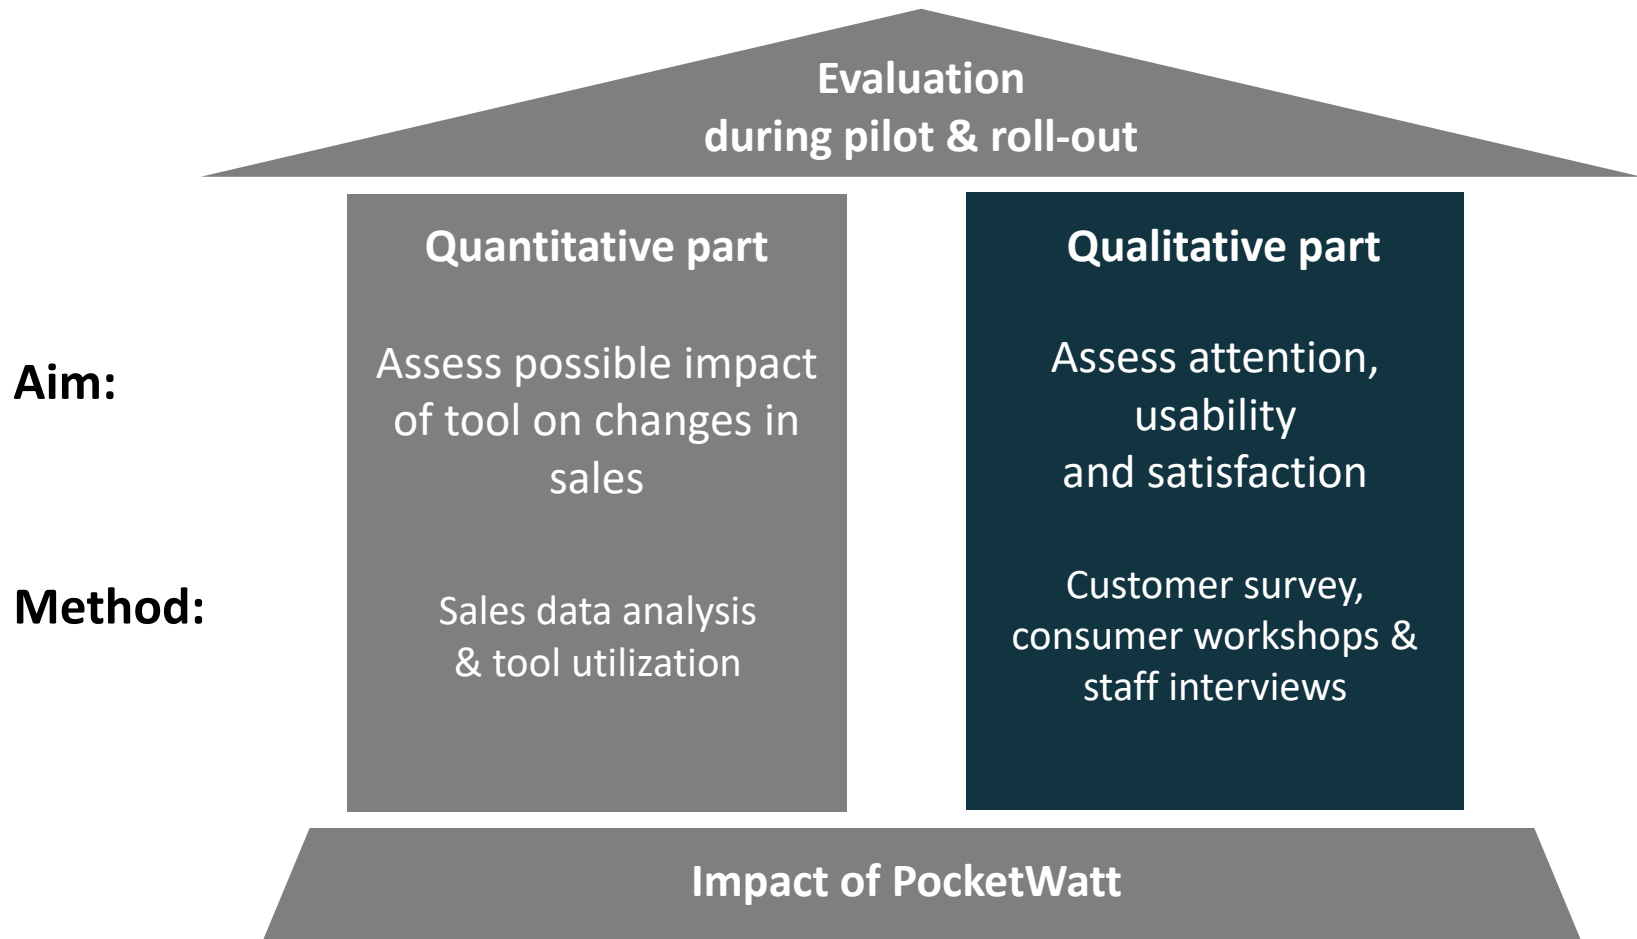 Evaluation
during pilot & roll-out
Quantitative part
Qualitative part
Aim:
Assess possible impact
of tool on changes in
sales
Assess attention,
usability
and satisfaction
Method:
Sales data analysis
& tool utilization
Customer survey,
consumer workshops &
staff interviews
Impact of PocketWatt